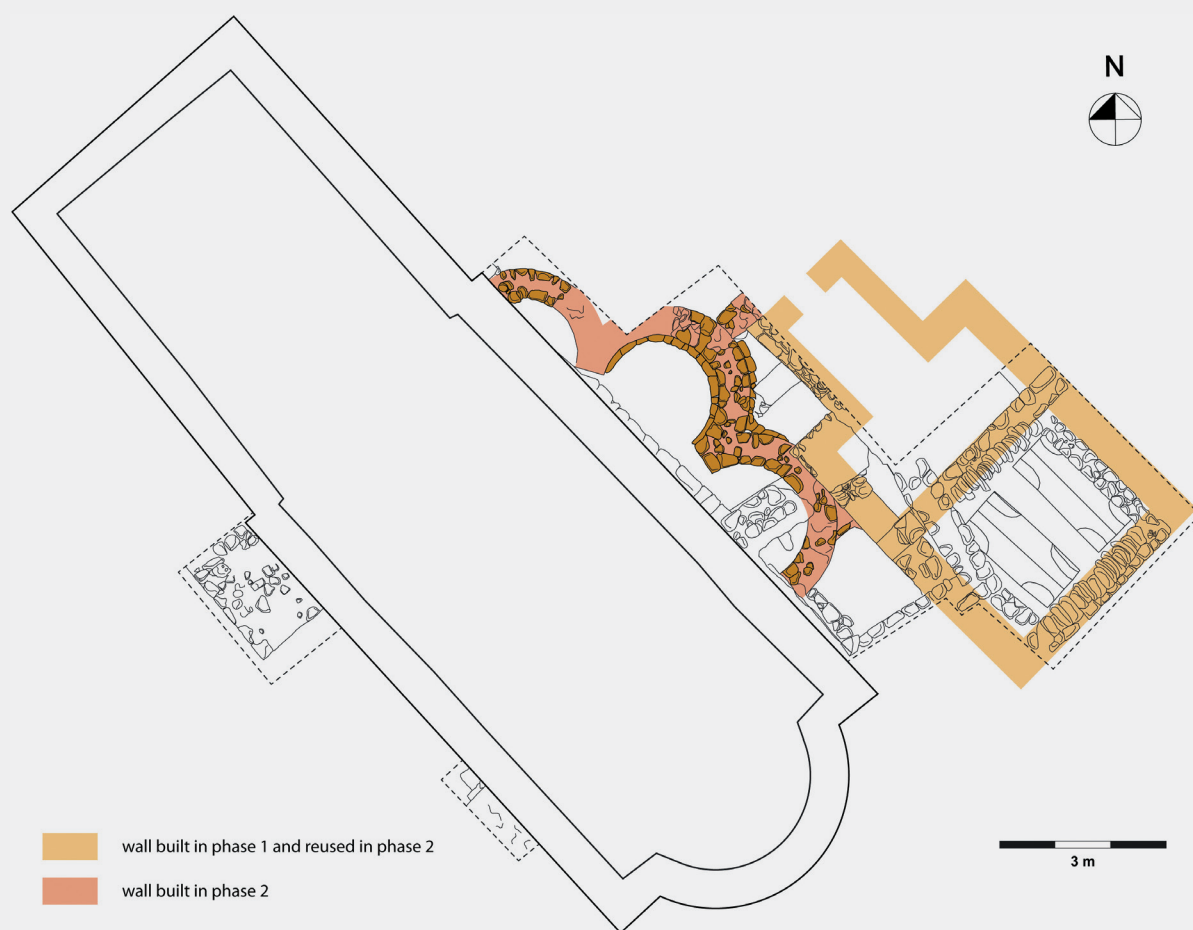 N
wall built in phase 1 and reused in phase 2
wall built in phase 2
3 m